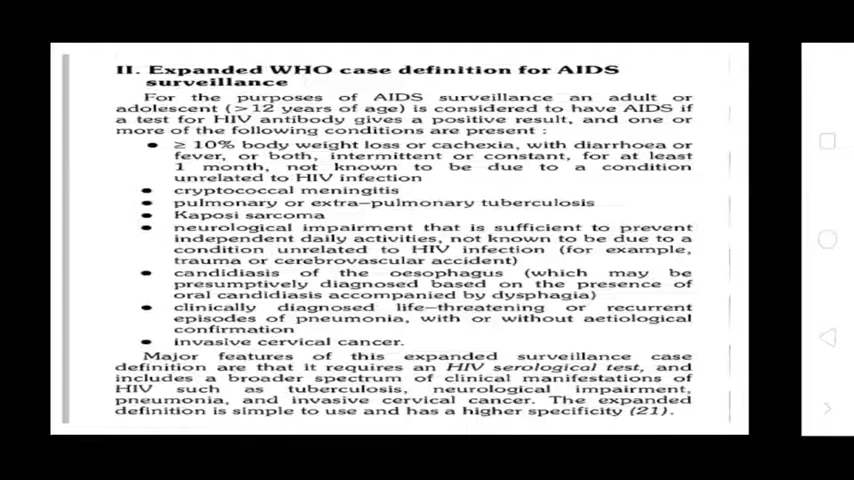 II. Expanded WHO case definition for AIDS
surveillance
For the purposes of AIDS surveillance an adult or
adolescent (> 12 years of age) is considered to have AIDS if
a test for HIV antibody gives a positive result, and one or
more of the following conditions are present :
• ≥ 10% body weight loss or cachexia, with diarrhoea or
fever, or both, intermittent or constant, for at least
1 month, not known to be due to a condition
unrelated to HIV infection
• cryptococcal meningitis
• pulmonary or extra-pulmonary tuberculosis
• Kaposi sarcoma
• neurological impairment that is sufficient to prevent
independent daily activities, not known to be due to a
condition unrelated to HIV infection (for example,
trauma or cerebrovascular accident)
• candidiasis of the oesophagus (which may be
presumptively diagnosed based on the presence of
oral candidiasis accompanied by dysphagia)
• clinically diagnosed life-threatening or recurrent
episodes of pneumonia, with or without aetiological
confirmation
• invasive cervical cancer.
Major features of this expanded surveillance case
definition are that it requires an HIV serological test, and
includes a broader spectrum of clinical manifestations of
HIV such as tuberculosis, neurological impairment,
pneumonia, and invasive cervical cancer. The expanded
definition is simple to use and has a higher specificity (21).